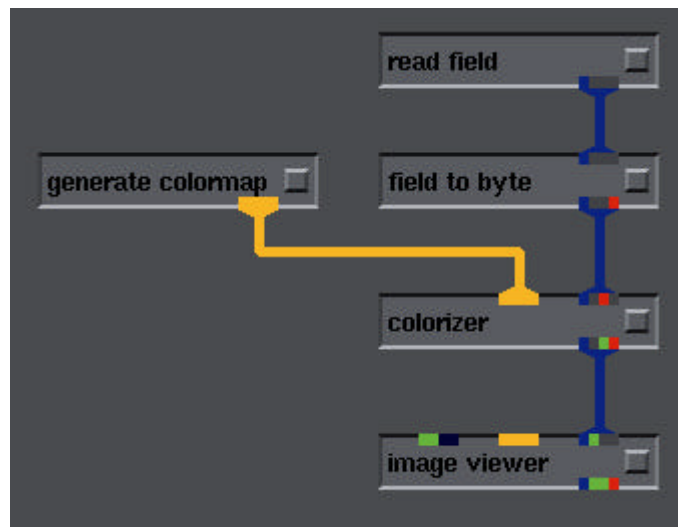 read field
generate colormap
field to byte
colorizer
image viewer